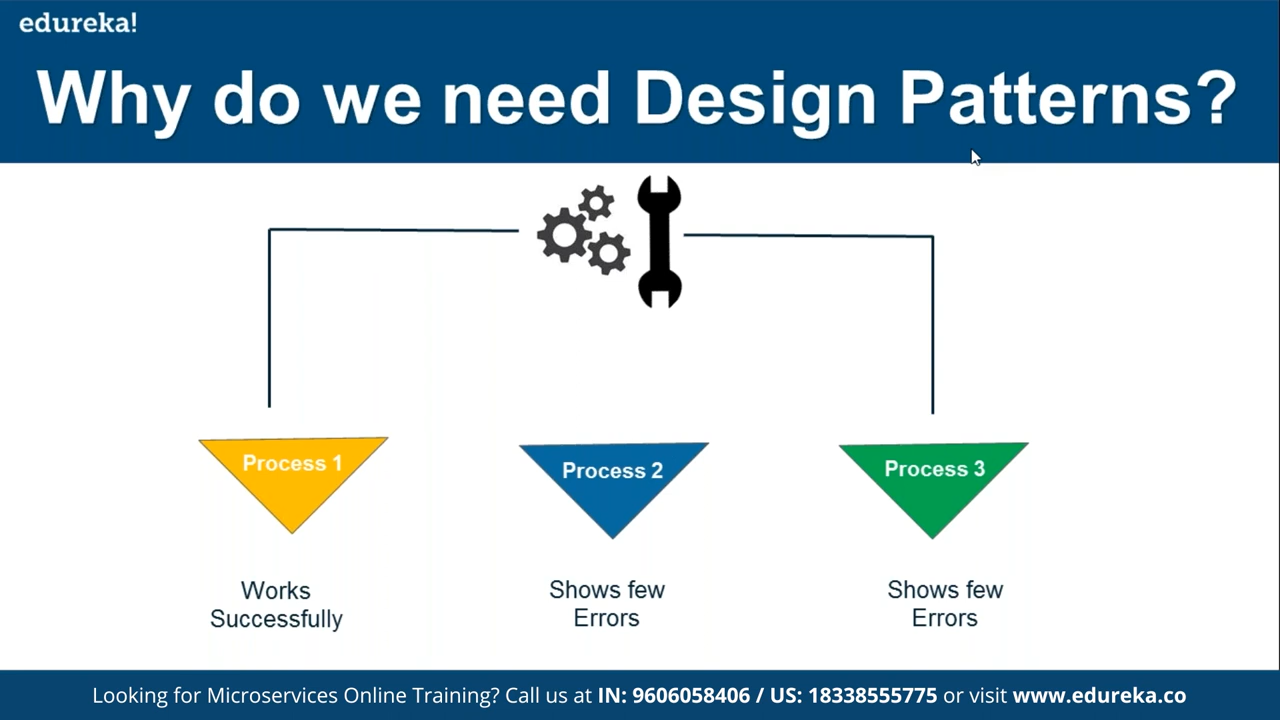 edureka!
Why do we need Design Patterns?
Process 1
Process 2
Process 3
Works
Successfully
Shows few
Errors
Shows few
Errors
Looking for Microservices Online Training? Call us at IN: 9606058406 / US: 18338555775 or visit www.edureka.co